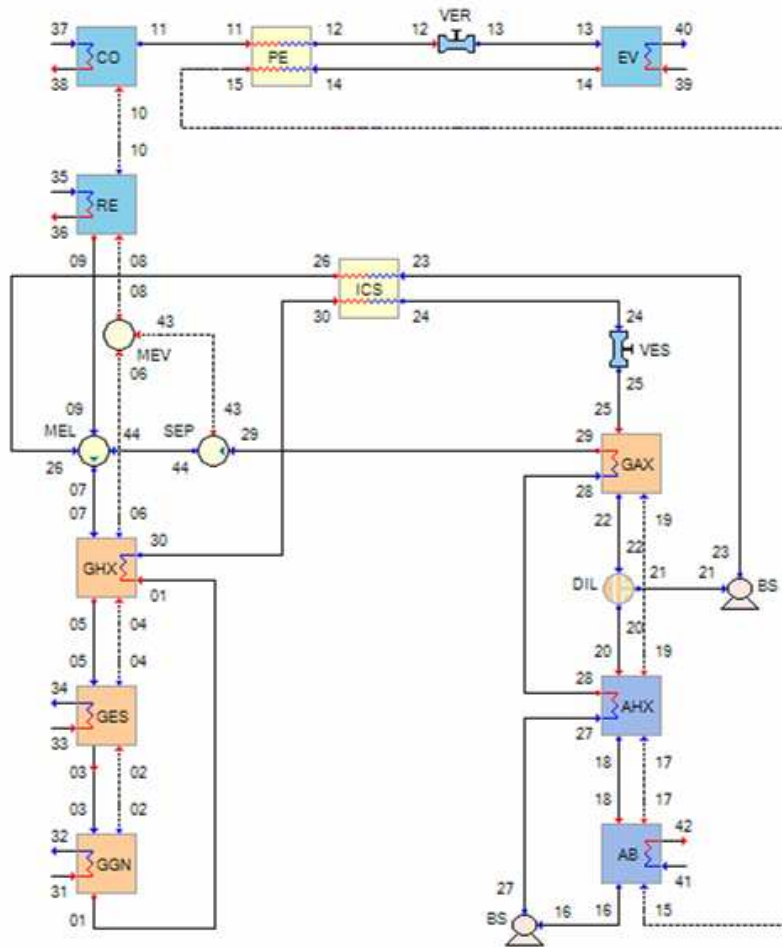 VER
37 11 11 12 12 13 13 40
CO PE EV
38 15 14 14 39
10
10
35
RE
36
09 08 26 23
08 ICS
43 30 24 24
MEV VES
06 25
09 43 25
MEL 44 SEP 29 29
GAX
26 44 28
07 22 19
07 06
30 22 23
GHX DIL 21 21 BS
01 20
05 04 20 19
05 04 28
34 AHX
GES 27
33
03 02 18 17
03 02 18 17
32 42
GGN AB
31 27 41
01 BS 16 16 15